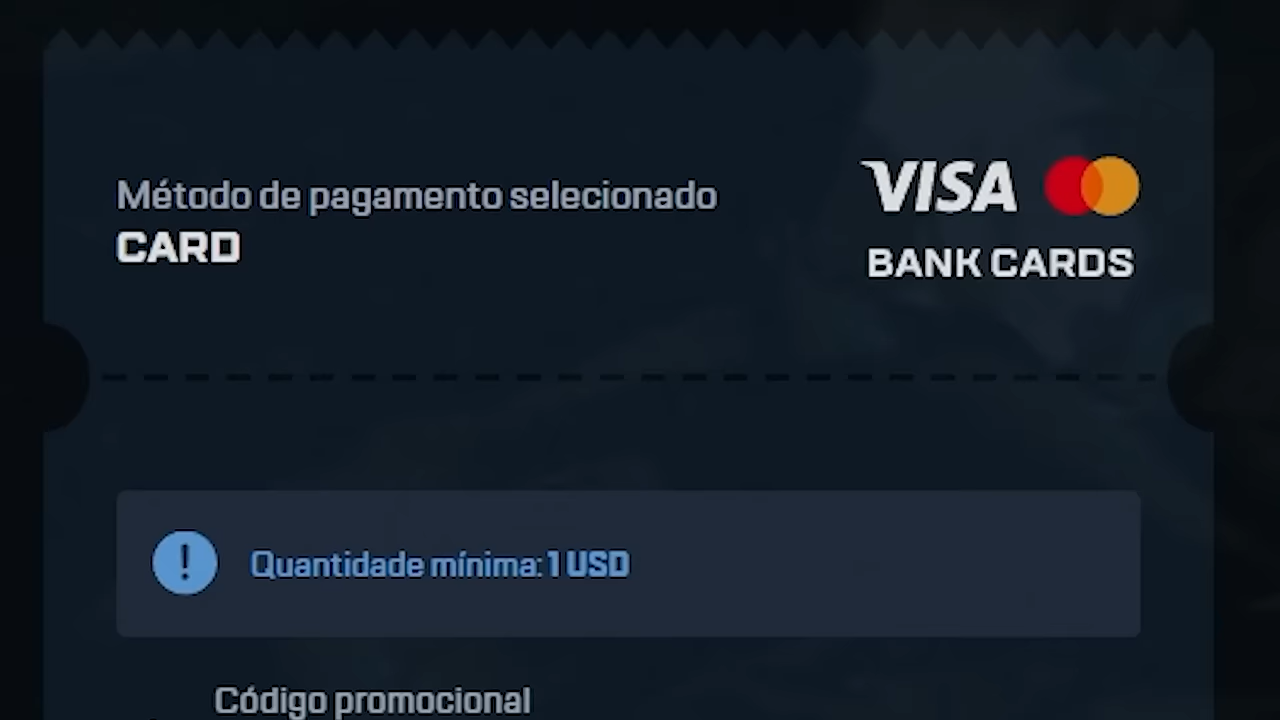 Método de pagamento selecionado
CARD
VISA
BANK CARDS
Quantidade mínima: 1 USD
Código promocional